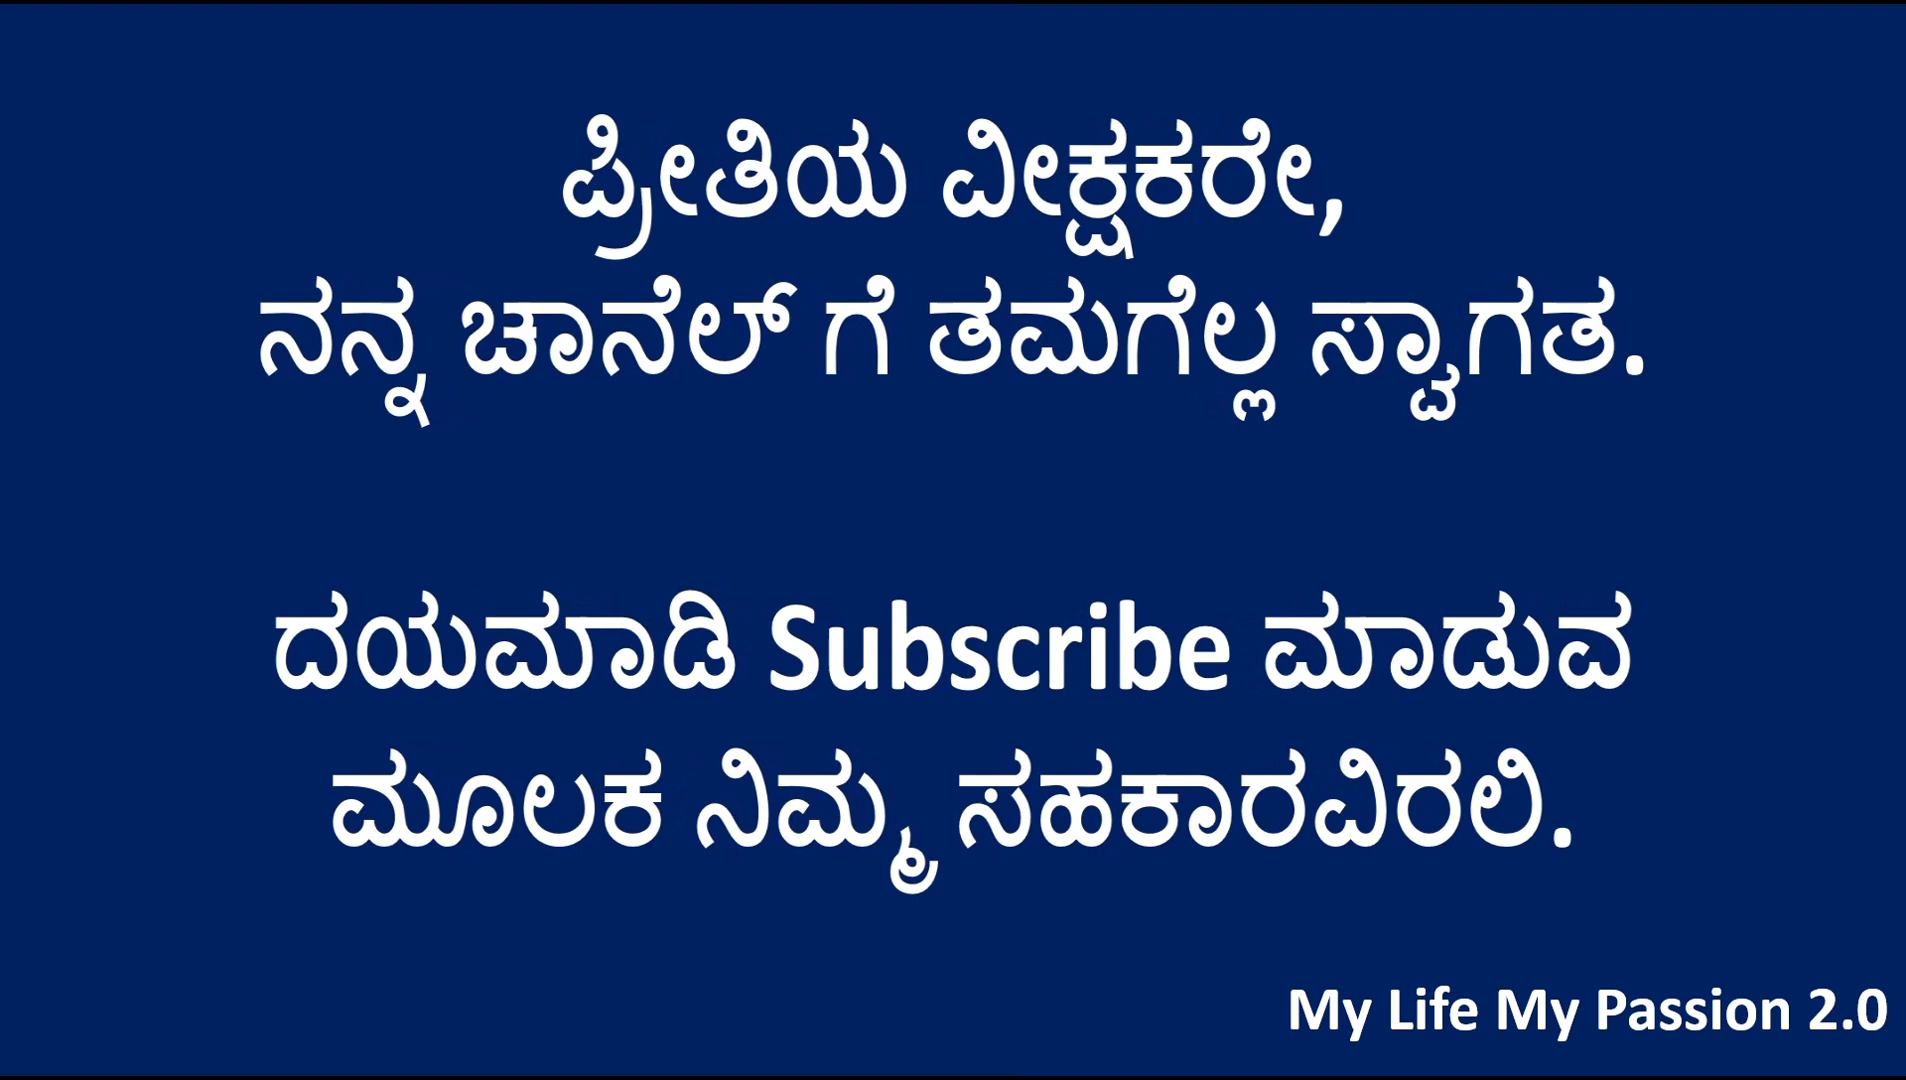 ಪ್ರೀತಿಯ ವೀಕ್ಷಕರೇ,
ನನ್ನ ಚಾನೆಲ್ ಗೆ ತಮಗೆಲ್ಲ ಸ್ವಾಗತ.
ದಯಮಾಡಿ Subscribe ಮಾಡುವ
ಮೂಲಕ ನಿಮ್ಮ ಸಹಕಾರವಿರಲಿ.
My Life My Passion 2.0